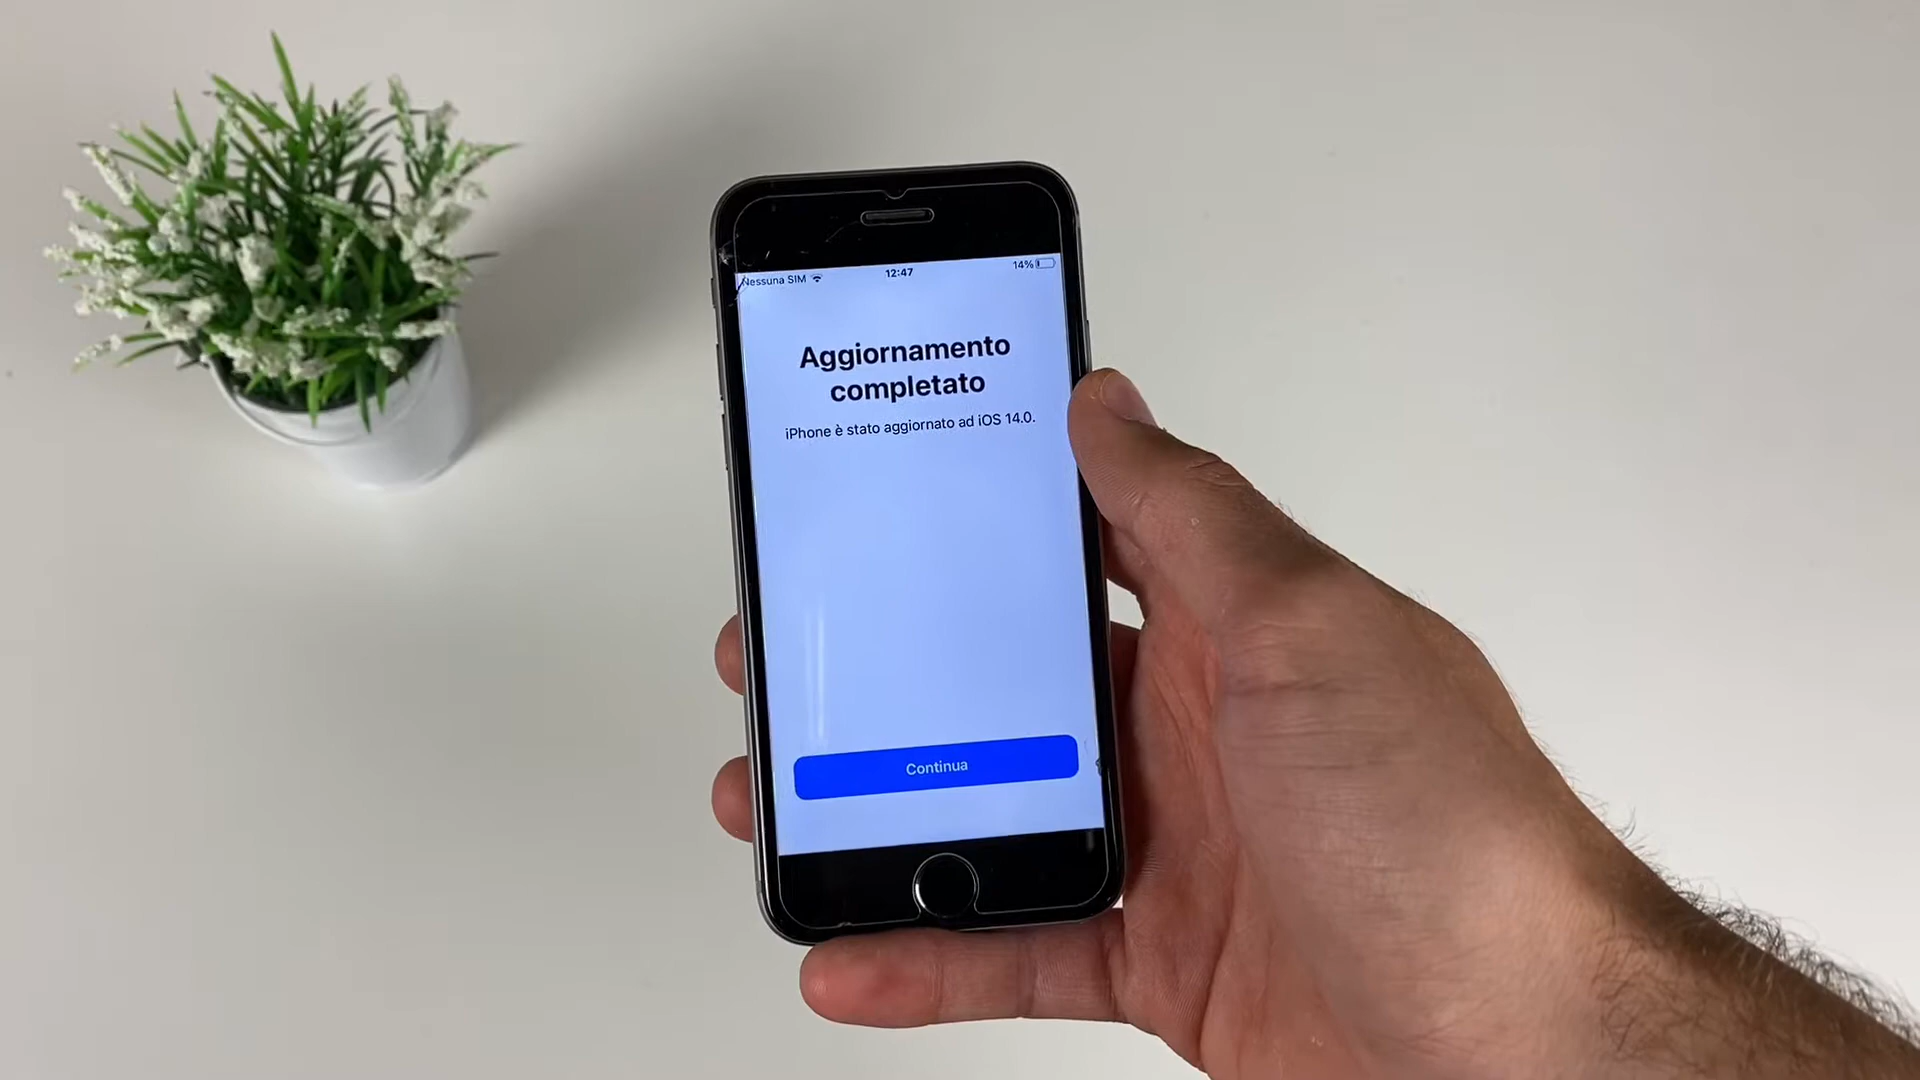 Nessuna SIM 12:47 14%
Aggiornamento
completato
iPhone è stato aggiornato ad iOS 14.0.
Continua